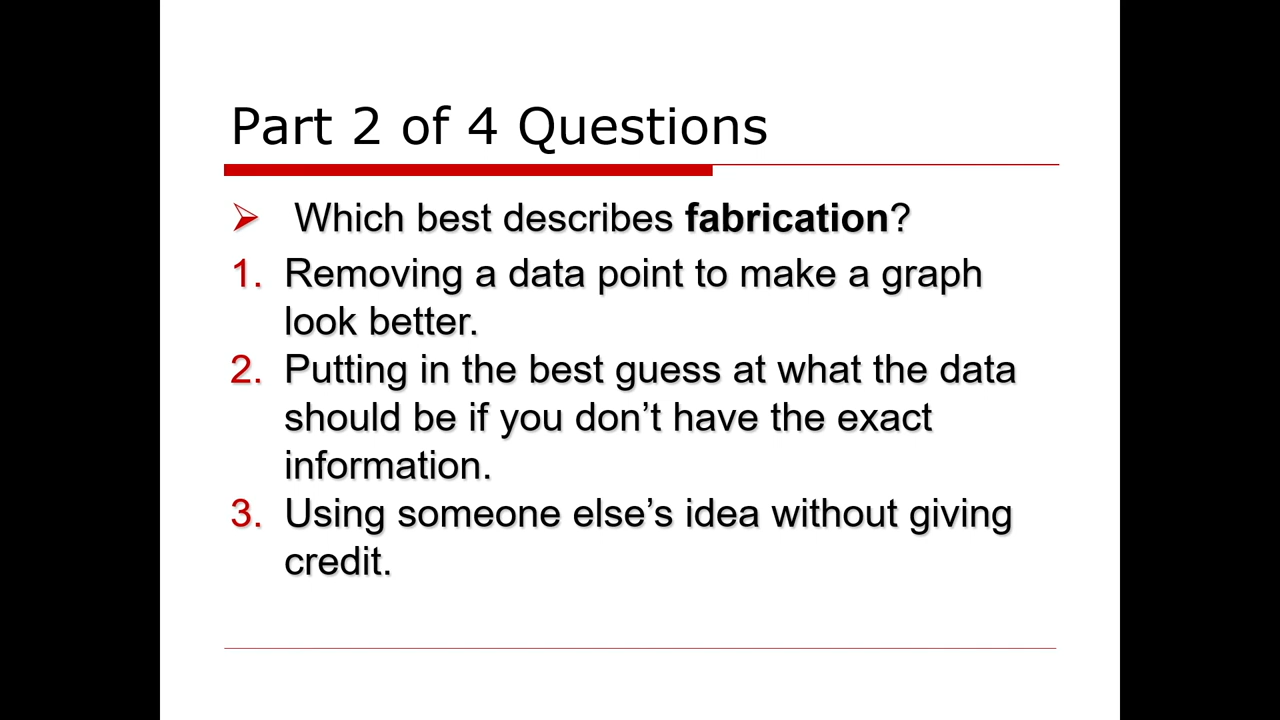 Part 2 of 4 Questions
Which best describes fabrication?
1. Removing a data point to make a graph
look better.
2. Putting in the best guess at what the data
should be if you don’t have the exact
information.
3. Using someone else’s idea without giving
credit.